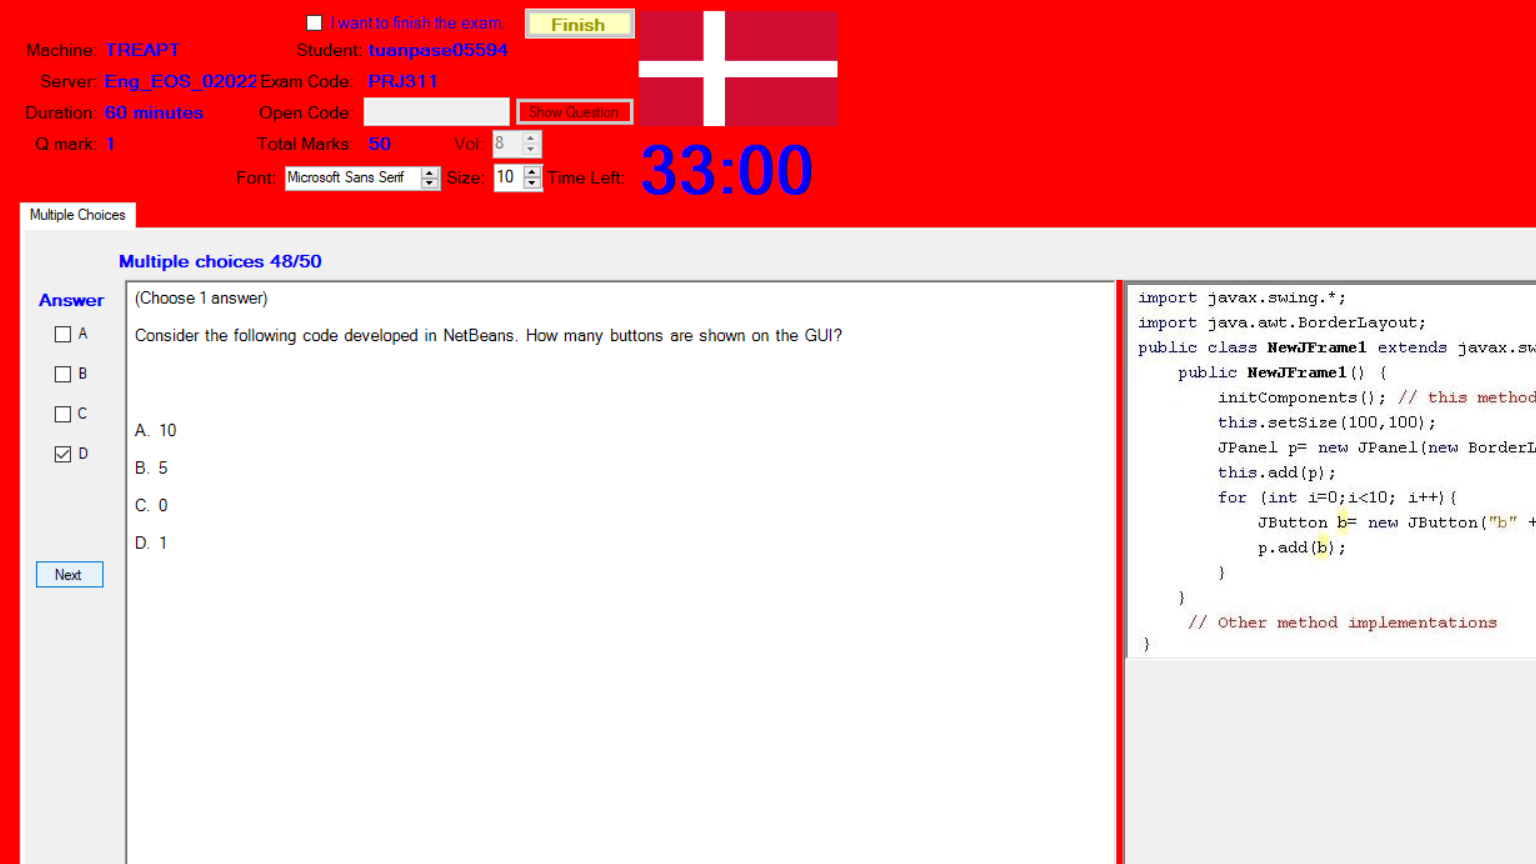 I want to finish the exam.
Finish
Machine: TREAPT
Student: tuanpase05594
Server: Eng_EOS_02022
Exam Code: PRJ311
Duration: 60 minutes
Open Code:
Show Question
Q mark: 1
Total Marks: 50
Vol: 8
Font: Microsoft Sans Serif
Size: 10
Time Left: 33:00
Multiple Choices
Multiple choices 48/50
Answer
A
B
C
D
Next
(Choose 1 answer)
Consider the following code developed in NetBeans. How many buttons are shown on the GUI?
A. 10
B. 5
C. 0
D. 1
import javax.swing.*;
import java.awt.BorderLayout;
public class NewJFrame1 extends javax.sw
public NewJFrame1() {
initComponents(); // this method
this.setSize(100,100);
JPanel p= new JPanel(new BorderL
this.add(p);
for (int i=0;i<10; i++){
JButton b= new JButton("b" +
p.add(b);
}
}
// Other method implementations
}